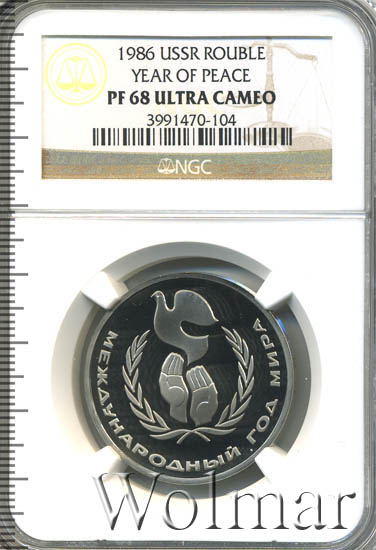 1986 USSR ROUBLE
YEAR OF PEACE
PF 68 ULTRA CAMEO
3991470-104
NGC
МЕЖДУНАРОДНЫЙ ГОД МИРА
Wolmar